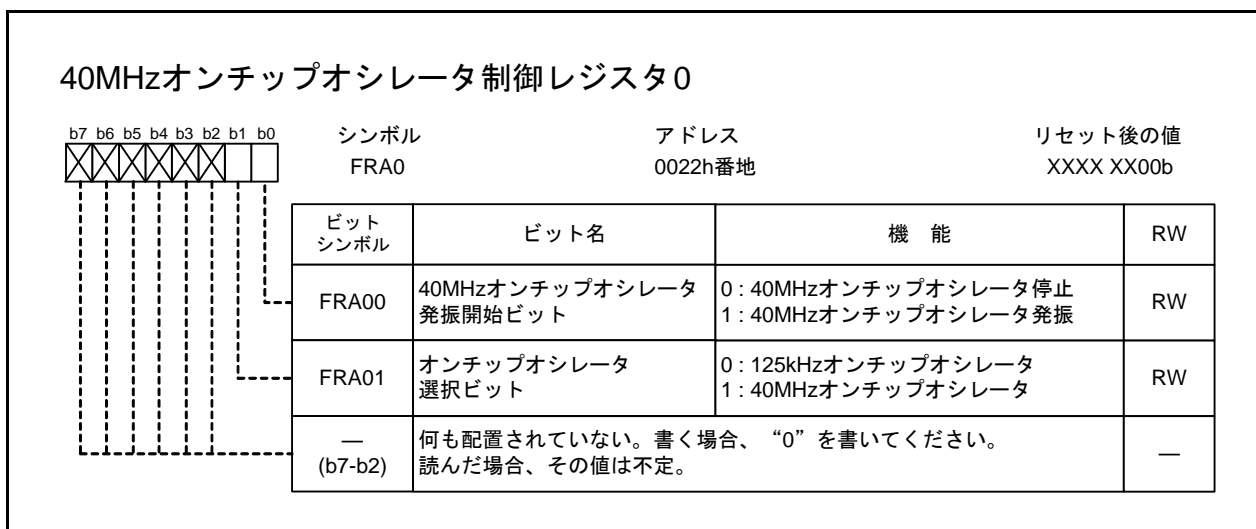 40MHzオンチップオシレータ制御レジスタ0
b7 b6 b5 b4 b3 b2 b1 b0
シンボル アドレス リセット後の値
FRA0 0022h番地 XXXX XX00b
ビット
シンボル
ビット名
機 能
RW
FRA00
40MHzオンチップオシレータ
発振開始ビット
0 : 40MHzオンチップオシレータ停止
1 : 40MHzオンチップオシレータ発振
RW
FRA01
オンチップオシレータ
選択ビット
0 : 125kHzオンチップオシレータ
1 : 40MHzオンチップオシレータ
RW
—
(b7-b2)
何も配置されていない。書く場合、“0”を書いてください。
読んだ場合、その値は不定。
—